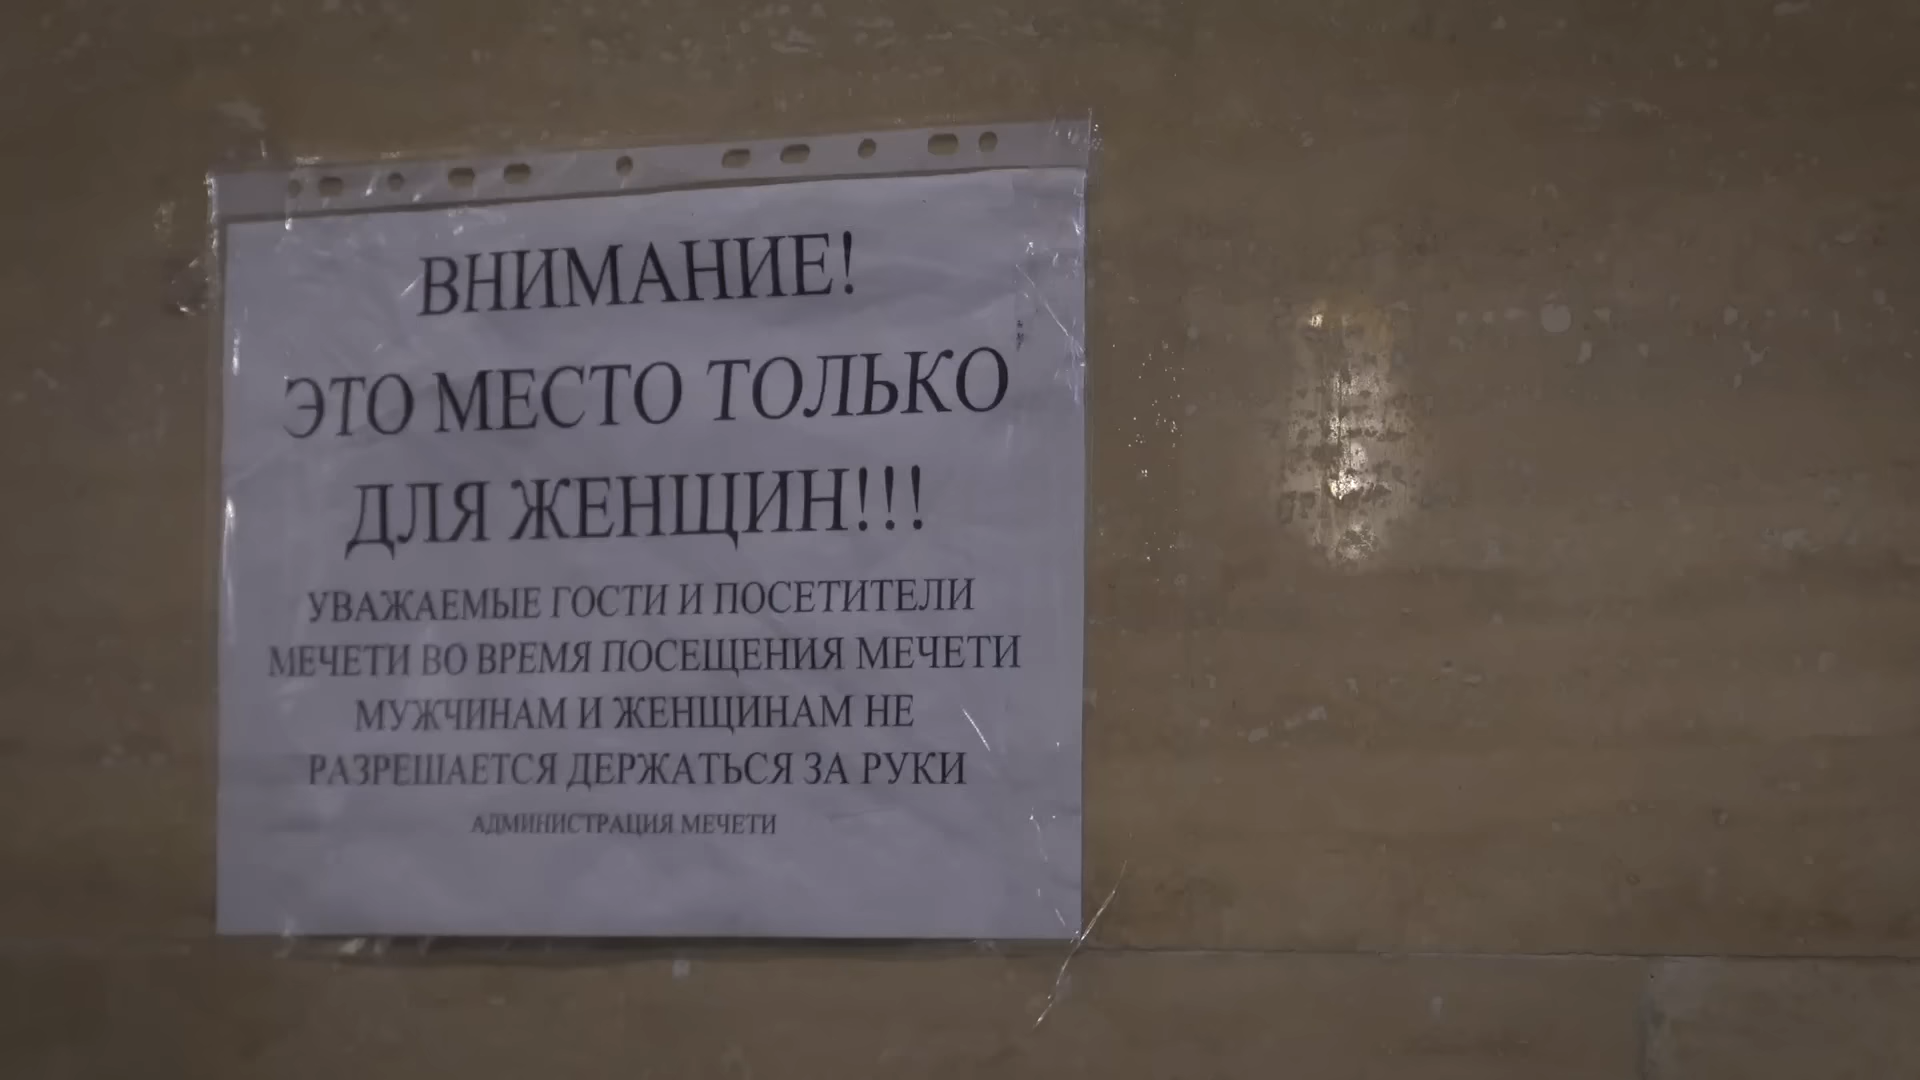 ВНИМАНИЕ!
ЭТО МЕСТО ТОЛЬКО
ДЛЯ ЖЕНЩИН!!!
УВАЖАЕМЫЕ ГОСТИ И ПОСЕТИТЕЛИ
МЕЧЕТИ ВО ВРЕМЯ ПОСЕЩЕНИЯ МЕЧЕТИ
МУЖЧИНАМ И ЖЕНЩИНАМ НЕ
РАЗРЕШАЕТСЯ ДЕРЖАТЬСЯ ЗА РУКИ
АДМИНИСТРАЦИЯ МЕЧЕТИ